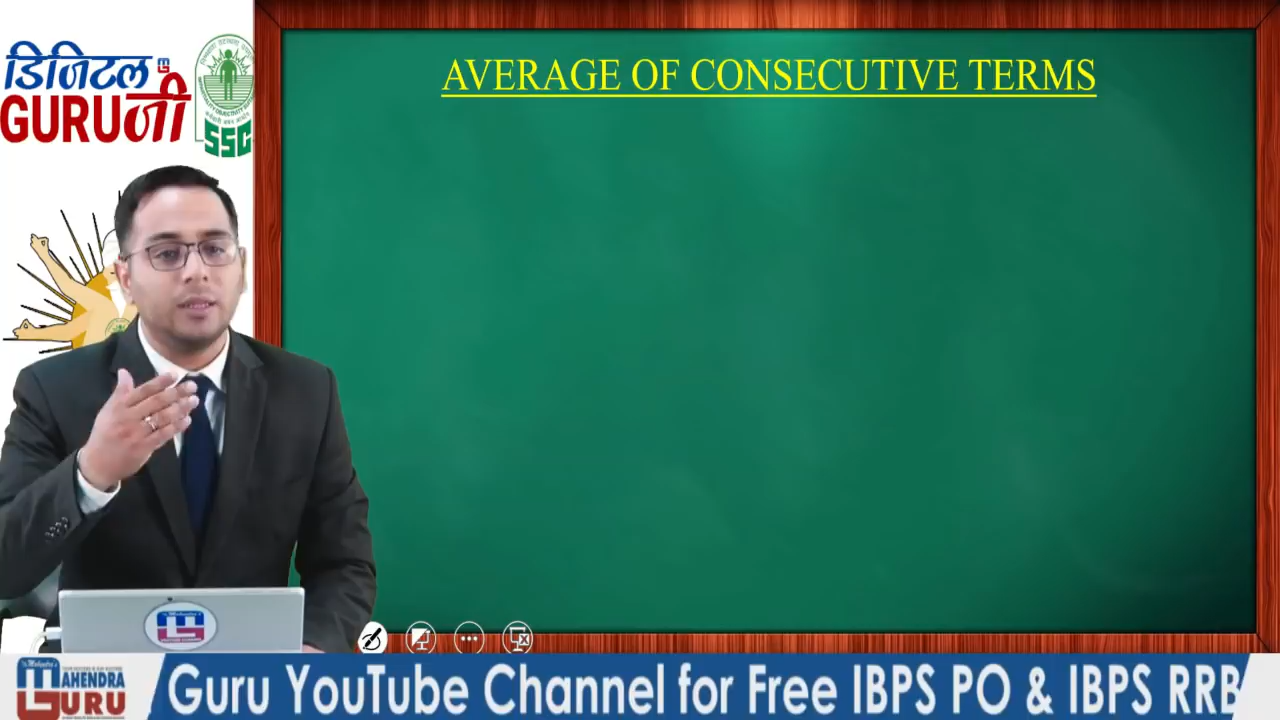 डिजिटल
GURUजी
SSC
AVERAGE OF CONSECUTIVE TERMS
MAHENDRA
GURU
Guru YouTube Channel for Free IBPS PO & IBPS RRB